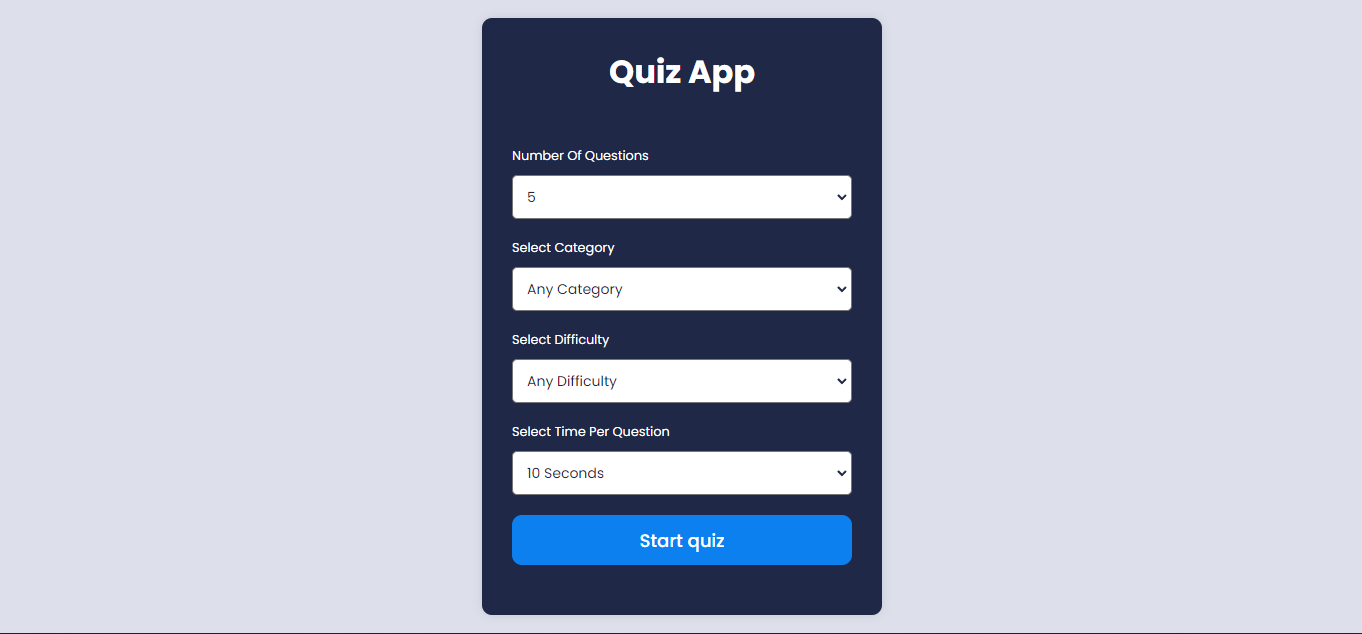 Quiz App
Number Of Questions
5
Select Category
Any Category
Select Difficulty
Any Difficulty
Select Time Per Question
10 Seconds
Start quiz